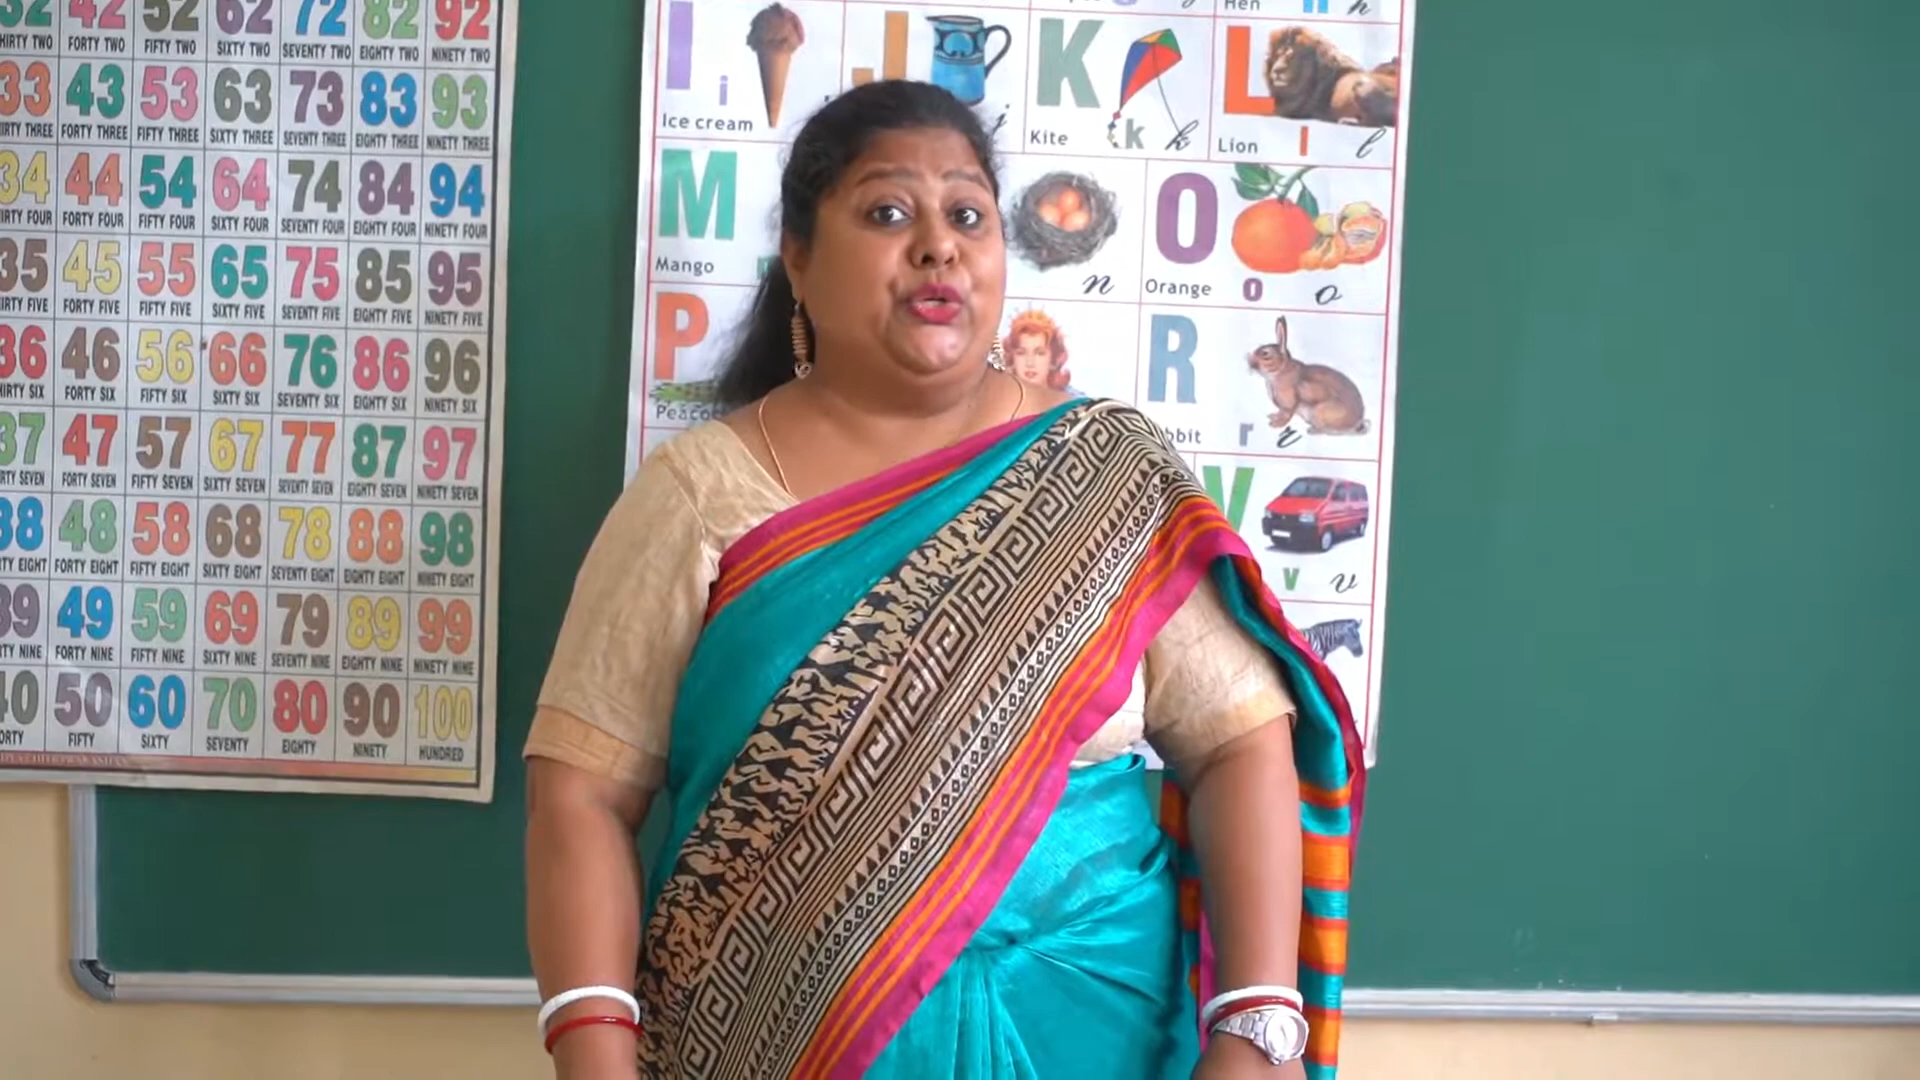 32 42 52 62 72 82 92
THIRTY TWO FORTY TWO FIFTY TWO SIXTY TWO SEVENTY TWO EIGHTY TWO NINETY TWO
33 43 53 63 73 83 93
FORTY THREE FIFTY THREE SIXTY THREE SEVENTY THREE EIGHTY THREE NINETY THREE
34 44 54 64 74 84 94
FORTY FOUR FIFTY FOUR SIXTY FOUR SEVENTY FOUR EIGHTY FOUR NINETY FOUR
35 45 55 65 75 85 95
FORTY FIVE FIFTY FIVE SIXTY FIVE SEVENTY FIVE EIGHTY FIVE NINETY FIVE
36 46 56 66 76 86 96
FORTY SIX FIFTY SIX SIXTY SIX SEVENTY SIX EIGHTY SIX NINETY SIX
37 47 57 67 77 87 97
FORTY SEVEN FIFTY SEVEN SIXTY SEVEN SEVENTY SEVEN EIGHTY SEVEN NINETY SEVEN
38 48 58 68 78 88 98
FORTY EIGHT FIFTY EIGHT SIXTY EIGHT SEVENTY EIGHT EIGHTY EIGHT NINETY EIGHT
39 49 59 69 79 89 99
FORTY NINE FIFTY NINE SIXTY NINE SEVENTY NINE EIGHTY NINE NINETY NINE
40 50 60 70 80 90 100
FIFTY SIXTY SEVENTY EIGHTY NINETY HUNDRED
Hen h
I J K L
i j
Ice cream Kite k k Lion l l
M O
Mango n Orange o o
P R
r r
V
v v